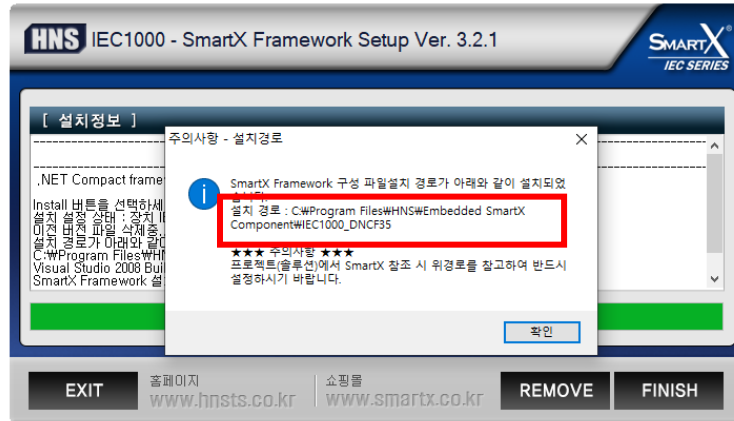 HNS IEC1000 - SmartX Framework Setup Ver. 3.2.1
SMARTX
IEC SERIES
[ 설치정보 ]
주의사항 - 설치경로
.NET Compact frame
Install 버튼을 선택하세
설치 설정 상태 : 장치 I
이전 버전 파일 삭제중.
설치 경로가 아래와 같
C:₩Program Files₩H
Visual Studio 2008 Buil
SmartX Framework 설
SmartX Framework 구성 파일설치 경로가 아래와 같이 설치되었
습니다.
설치 경로 : C:₩Program Files₩HNS₩Embedded SmartX
Component₩IEC1000_DNCF35
★★★ 주의사항 ★★★
프로젝트(솔루션)에서 SmartX 참조 시 위경로를 참고하여 반드시
설정하시기 바랍니다.
확인
EXIT
홈페이지
www.hnsts.co.kr
쇼핑몰
www.smartx.co.kr
REMOVE
FINISH